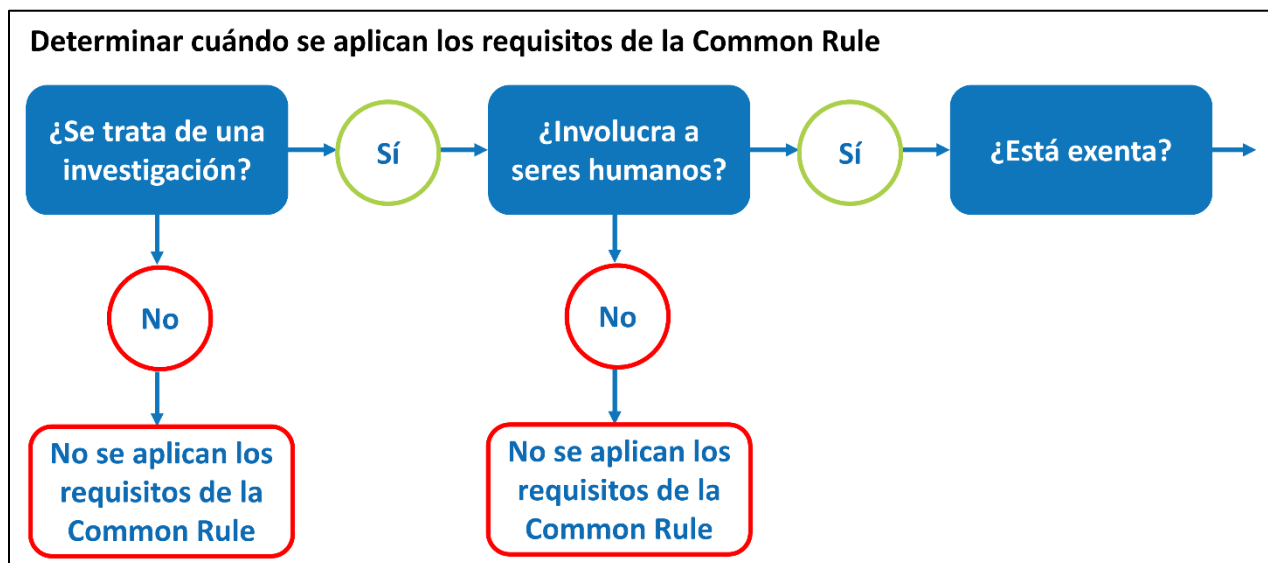 Determinar cuándo se aplican los requisitos de la Common Rule
¿Se trata de una
investigación?
Sí
¿Involucra a
seres humanos?
Sí
¿Está exenta?
No
No
No se aplican los
requisitos de la
Common Rule
No se aplican los
requisitos de la
Common Rule